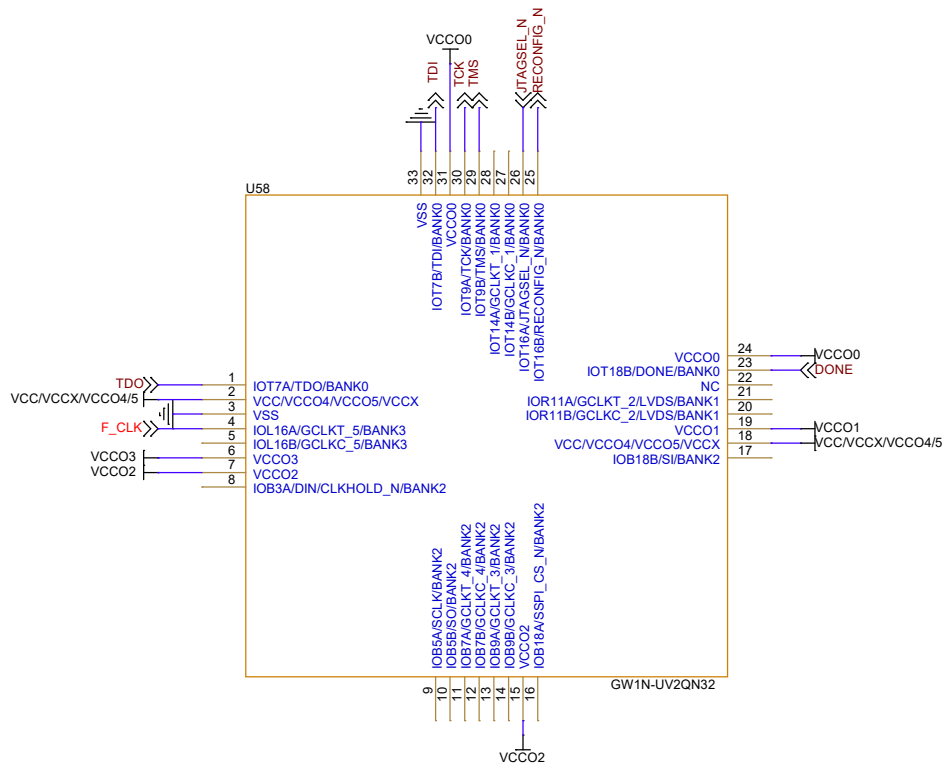 VCCO0
TDI
TCK
TMS
JTAGSEL_N
RECONFIG_N
33
32
31
30
29
28
27
26
25
U58
VSS
IOT7B/TDI/BANK0
VCCO0
IOT9A/TCK/BANK0
IOT9B/TMS/BANK0
IOT14A/GCLKT_1/BANK0
IOT14B/GCLKC_1/BANK0
IOT16A/JTAGSEL_N/BANK0
IOT16B/RECONFIG_N/BANK0
TDO 1 IOT7A/TDO/BANK0
VCC/VCCX/VCCO4/5 2 VCC/VCCO4/VCCO5/VCCX
3 VSS
F_CLK 4 IOL16A/GCLKT_5/BANK3
5 IOL16B/GCLKC_5/BANK3
VCCO3 6 VCCO3
VCCO2 7 VCCO2
8 IOB3A/DIN/CLKHOLD_N/BANK2
VCCO0 24 VCCO0
IOT18B/DONE/BANK0 23 DONE
NC 22
IOR11A/GCLKT_2/LVDS/BANK1 21
IOR11B/GCLKC_2/LVDS/BANK1 20
VCCO1 19 VCCO1
VCC/VCCO4/VCCO5/VCCX 18 VCC/VCCX/VCCO4/5
IOB18B/SI/BANK2 17
IOB5A/SCLK/BANK2
IOB5B/SO/BANK2
IOB7A/GCLKT_4/BANK2
IOB7B/GCLKC_4/BANK2
IOB9A/GCLKT_3/BANK2
IOB9B/GCLKC_3/BANK2
VCCO2
IOB18A/SSPI_CS_N/BANK2
9
10
11
12
13
14
15
16
GW1N-UV2QN32
VCCO2